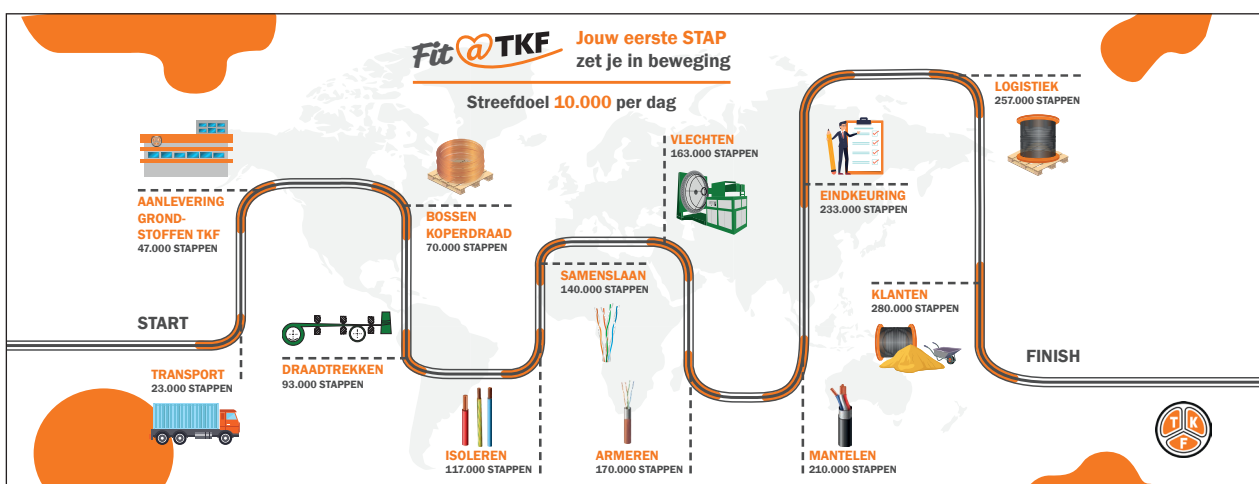 Fit@TKF
Jouw eerste STAP
zet je in beweging
Streefdoel 10.000 per dag
START
TRANSPORT
23.000 STAPPEN
AANLEVERING
GROND-
STOFFEN TKF
47.000 STAPPEN
BOSSEN
KOPERDRAAD
70.000 STAPPEN
DRAADTREKKEN
93.000 STAPPEN
ISOLEREN
117.000 STAPPEN
SAMENSLAAN
140.000 STAPPEN
VLECHTEN
163.000 STAPPEN
ARMEREN
170.000 STAPPEN
MANTELEN
210.000 STAPPEN
EINDKEURING
233.000 STAPPEN
LOGISTIEK
257.000 STAPPEN
KLANTEN
280.000 STAPPEN
FINISH
T K
F